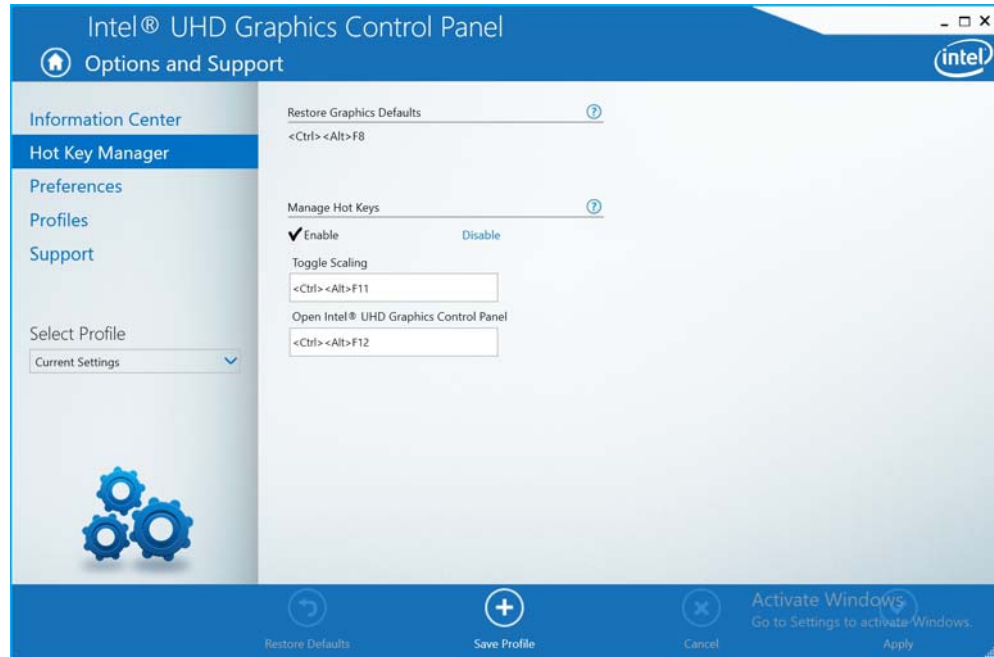 Intel® UHD Graphics Control Panel
Options and Support
intel
Information Center
Hot Key Manager
Preferences
Profiles
Support
Select Profile
Current Settings
Restore Graphics Defaults
<Ctrl><Alt>F8
Manage Hot Keys
Enable
Disable
Toggle Scaling
<Ctrl><Alt>F11
Open Intel® UHD Graphics Control Panel
<Ctrl><Alt>F12
Restore Defaults
Save Profile
Cancel
Apply
Activate Windows
Go to Settings to activate Windows.